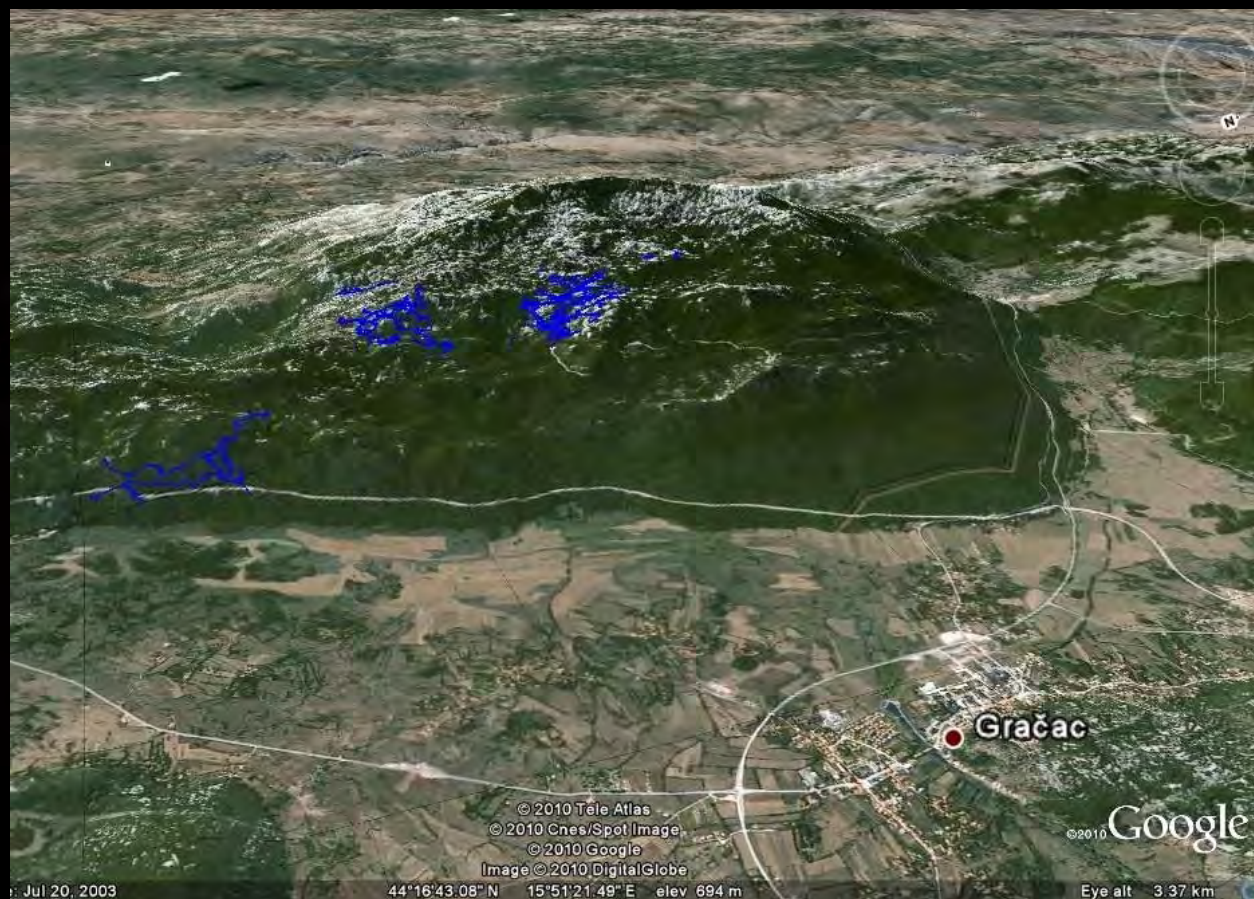 N
Gračac
© 2010 Tele Atlas
© 2010 Cnes/Spot Image
© 2010 Google
Image © 2010 DigitalGlobe
©2010 Google
: Jul 20, 2003 44°16'43.08" N 15°51'21.49" E elev 694 m Eye alt 3.37 km